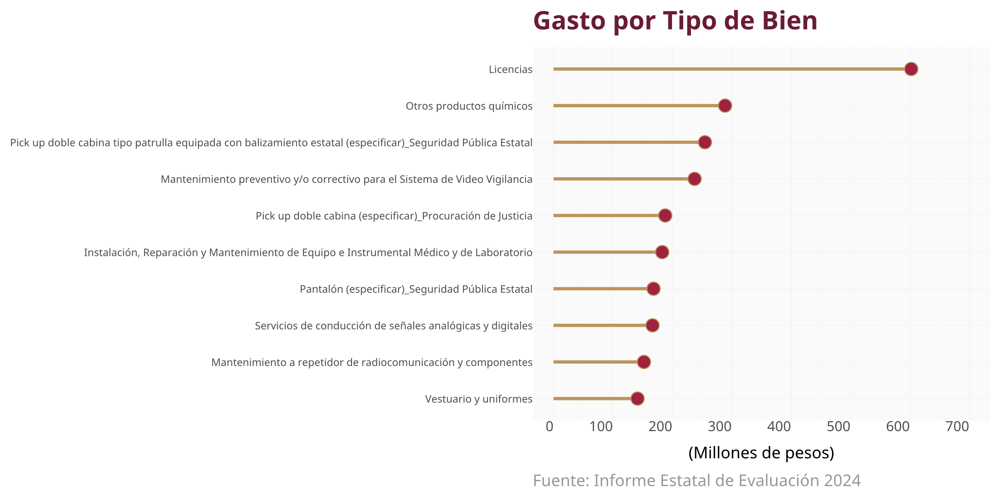 Gasto por Tipo de Bien
Licencias
Otros productos químicos
Pick up doble cabina tipo patrulla equipada con balizamiento estatal (especificar)_Seguridad Pública Estatal
Mantenimiento preventivo y/o correctivo para el Sistema de Video Vigilancia
Pick up doble cabina (especificar)_Procuración de Justicia
Instalación, Reparación y Mantenimiento de Equipo e Instrumental Médico y de Laboratorio
Pantalón (especificar)_Seguridad Pública Estatal
Servicios de conducción de señales analógicas y digitales
Mantenimiento a repetidor de radiocomunicación y componentes
Vestuario y uniformes
0 100 200 300 400 500 600 700
(Millones de pesos)
Fuente: Informe Estatal de Evaluación 2024